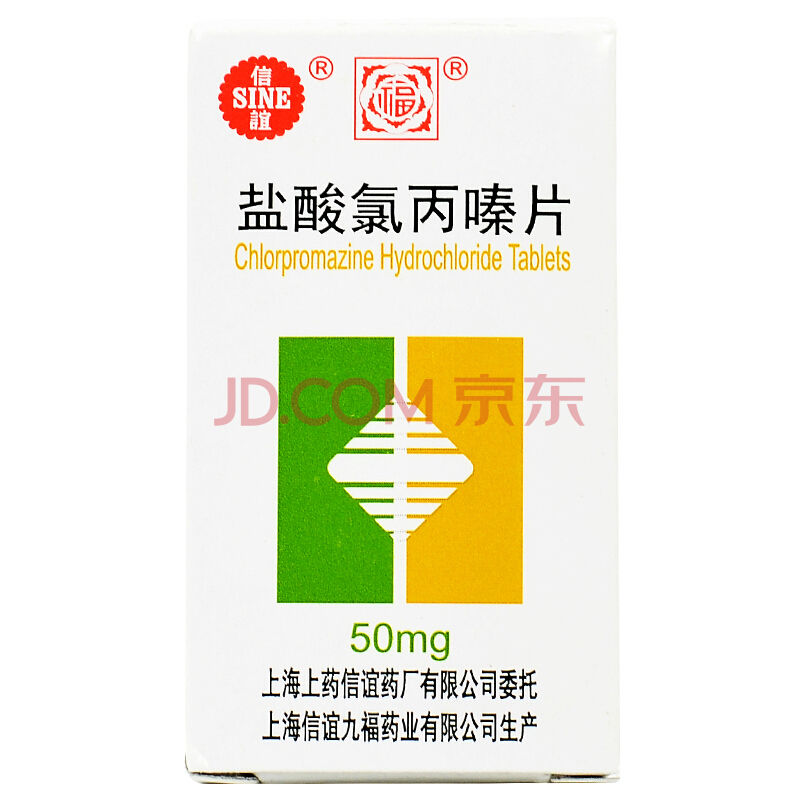 信
SINE
誼
®
福
®
盐酸氯丙嗪片
Chlorpromazine Hydrochloride Tablets
JD.COM 京东
50mg
上海上药信谊药厂有限公司委托
上海信谊九福药业有限公司生产